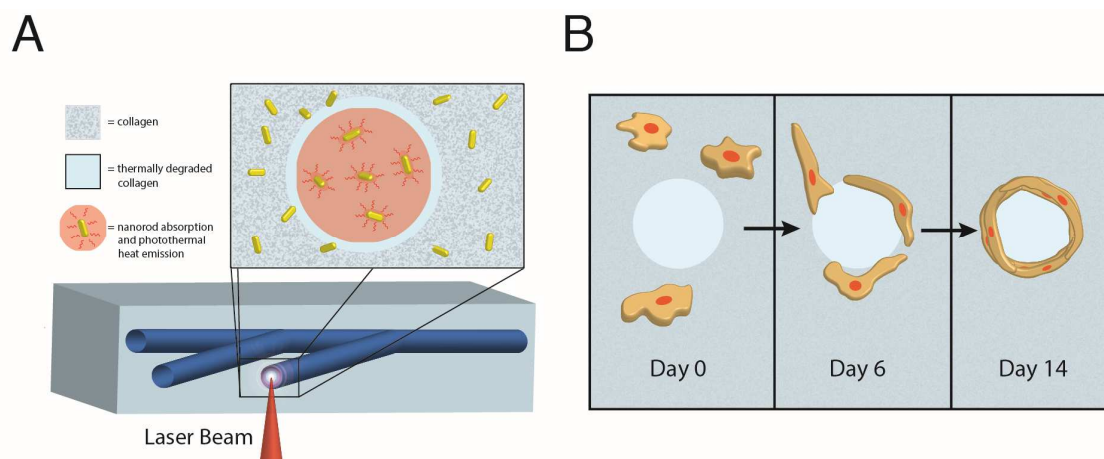 A
= collagen
= thermally degraded
collagen
= nanorod absorption
and photothermal
heat emission
Laser Beam
B
Day 0
Day 6
Day 14